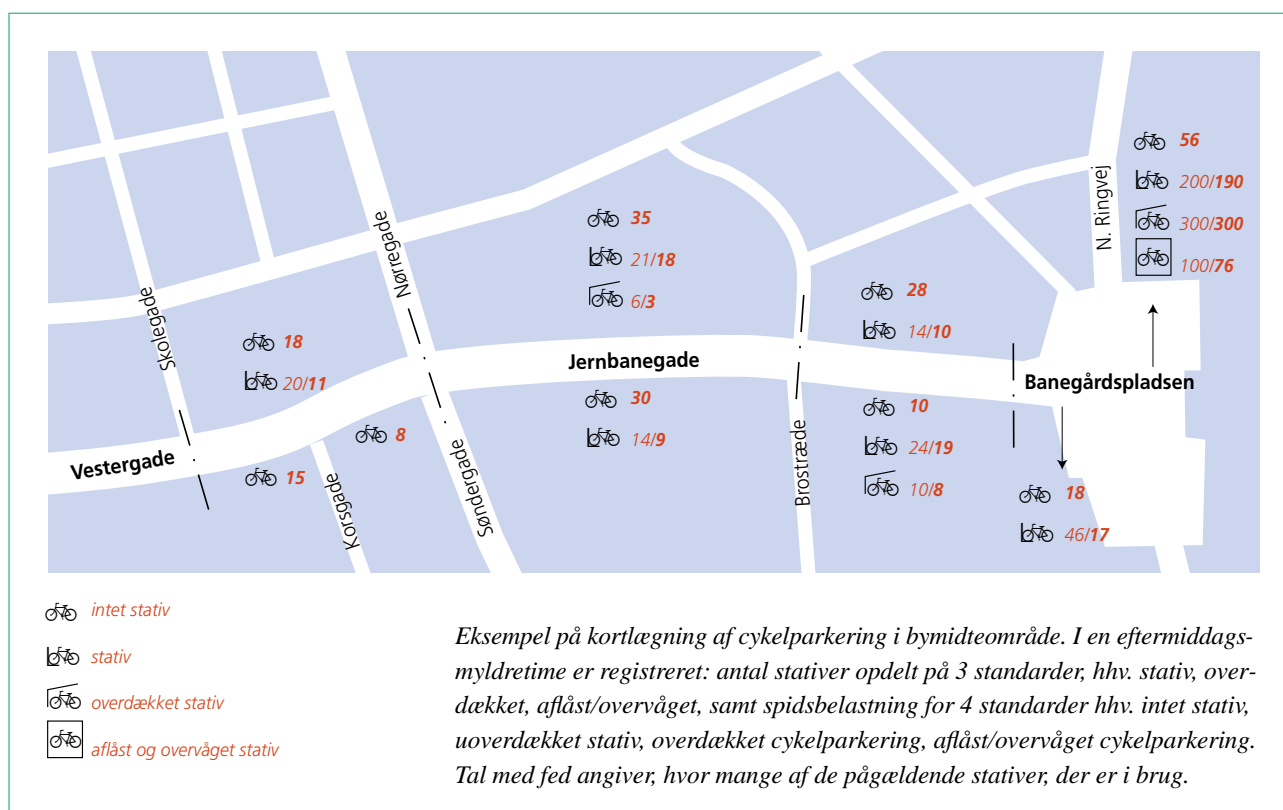 56
200/190
300/300
100/76
N. Ringvej
35
21/18
6/3
Nørregade
Skolegade
28
14/10
18
20/11
Jernbanegade
Banegårdspladsen
30
14/9
10
24/19
10/8
8
Vestergade
15
Korsgade
Søndergade
Brostræde
18
46/17
intet stativ
stativ
overdækket stativ
aflåst og overvåget stativ
Eksempel på kortlægning af cykelparkering i bymidteområde. I en eftermiddags-
myldretime er registreret: antal stativer opdelt på 3 standarder, hhv. stativ, over-
dækket, aflåst/overvåget, samt spidsbelastning for 4 standarder hhv. intet stativ,
uoverdækket stativ, overdækket cykelparkering, aflåst/overvåget cykelparkering.
Tal med fed angiver, hvor mange af de pågældende stativer, der er i brug.